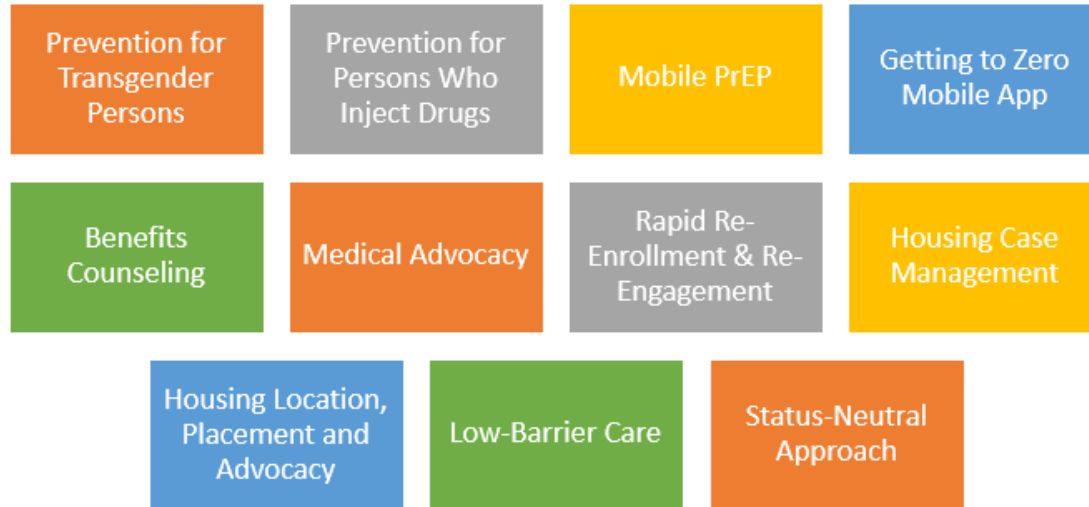 Prevention for
Transgender
Persons
Prevention for
Persons Who
Inject Drugs
Mobile PrEP
Getting to Zero
Mobile App
Benefits
Counseling
Medical Advocacy
Rapid Re-
Enrollment & Re-
Engagement
Housing Case
Management
Housing Location,
Placement and
Advocacy
Low-Barrier Care
Status-Neutral
Approach